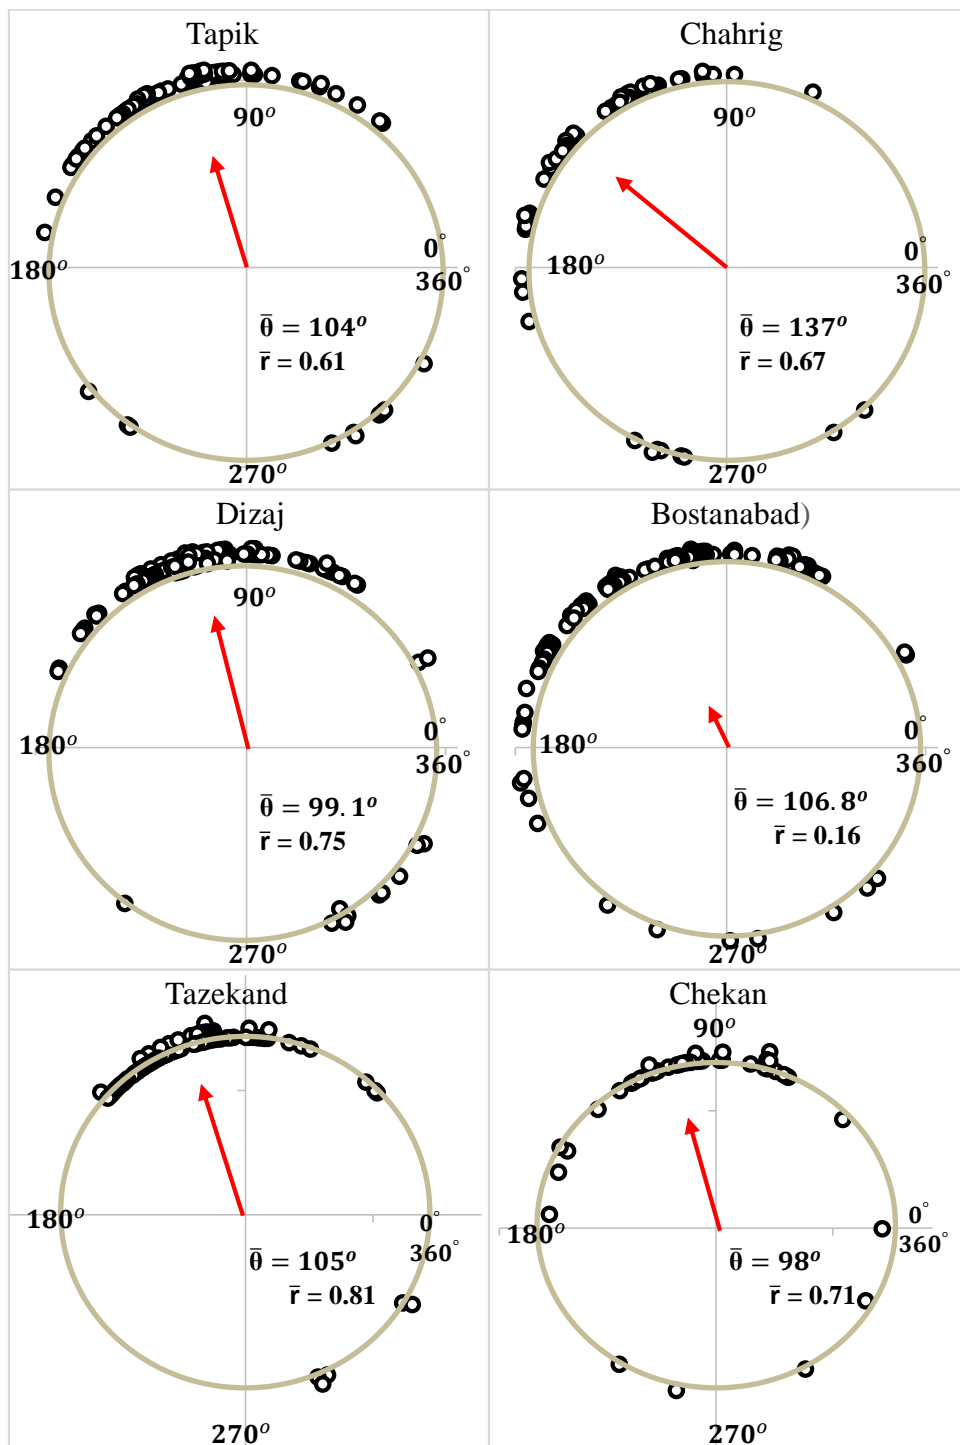 Tapik
90°
0°
180°
360°
θ̄ = 104°
r̄ = 0.61
270°
Chahrig
90°
0°
180°
360°
θ̄ = 137°
r̄ = 0.67
270°
Dizaj
90°
0°
180°
360°
θ̄ = 99.1°
r̄ = 0.75
270°
Bostanabad)
90°
0°
180°
360°
θ̄ = 106.8°
r̄ = 0.16
270°
Tazekand
180°
0°
360°
θ̄ = 105°
r̄ = 0.81
270°
Chekan
90°
0°
180°
360°
θ̄ = 98°
r̄ = 0.71
270°